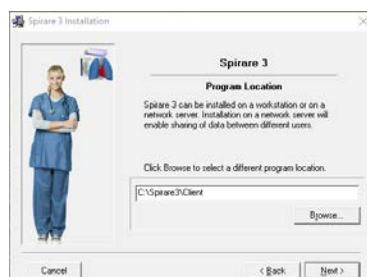 Spirare 3 Installation
Spirare 3
Program Location
Spirare 3 can be installed on a workstation or on a
network server. Installation on a network server will
enable sharing of data between different users.
Click Browse to select a different program location.
C:\Spirare3\Client
Browse...
Cancel
< Back
Next >